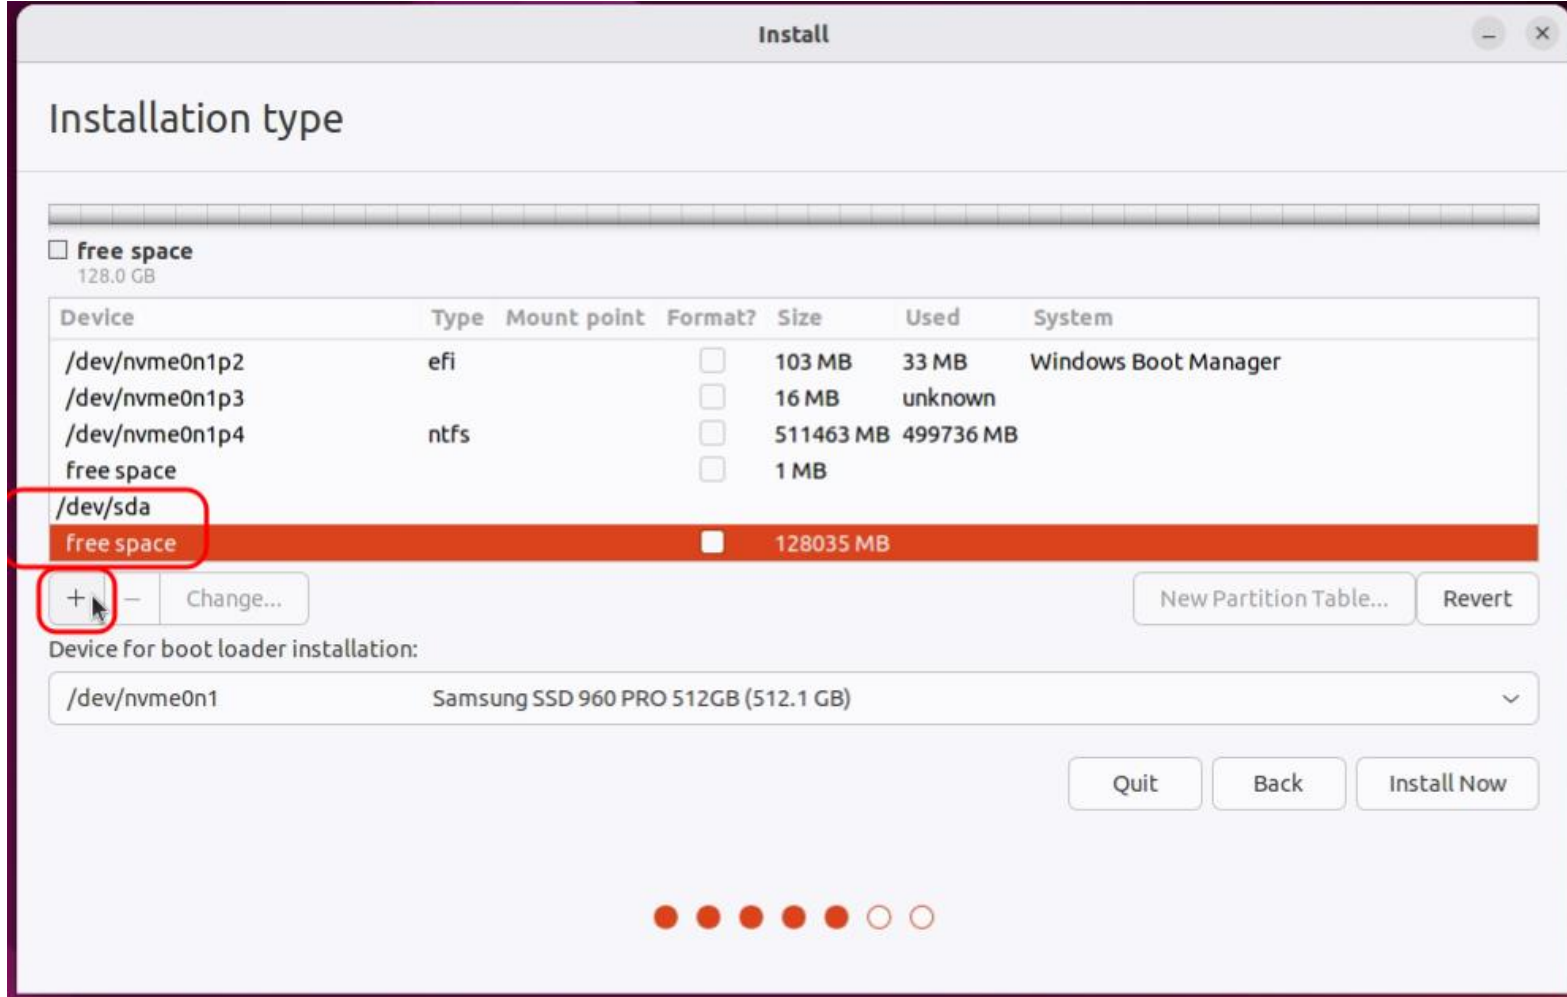 Install
Installation type
free space
128.0 GB
Device Type Mount point Format? Size Used System
/dev/nvme0n1p2 efi 103 MB 33 MB Windows Boot Manager
/dev/nvme0n1p3 16 MB unknown
/dev/nvme0n1p4 ntfs 511463 MB 499736 MB
free space 1 MB
/dev/sda
free space 128035 MB
+ – Change... New Partition Table... Revert
Device for boot loader installation:
/dev/nvme0n1 Samsung SSD 960 PRO 512GB (512.1 GB)
Quit Back Install Now